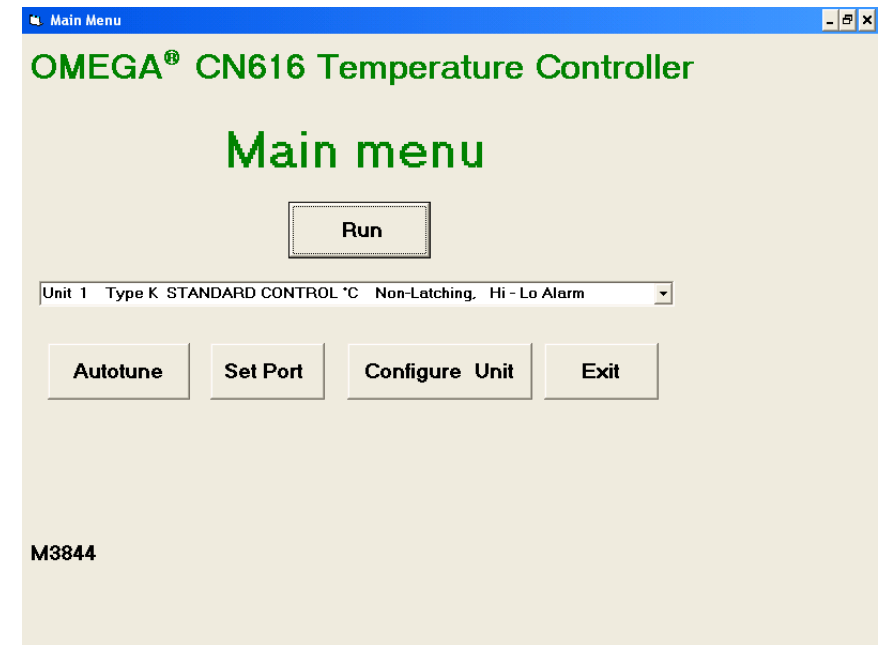 Main Menu
OMEGA® CN616 Temperature Controller
Main menu
Run
Unit 1 Type K STANDARD CONTROL °C Non-Latching, Hi - Lo Alarm
Autotune Set Port Configure Unit Exit
M3844